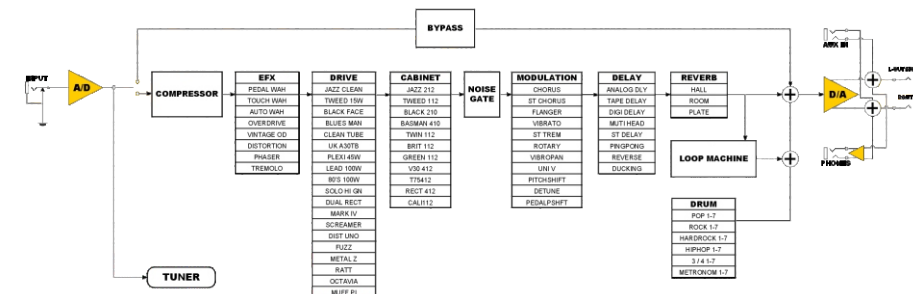 BYPASS
AUX IN
INPUT
A/D
COMPRESSOR
EFX
PEDAL WAH
TOUCH WAH
AUTO WAH
OVERDRIVE
VINTAGE OD
DISTORTION
PHASER
TREMOLO
DRIVE
JAZZ CLEAN
TWEED 15W
BLACK FACE
BLUES MAN
CLEAN TUBE
UK A30TB
PLEXI 45W
LEAD 100W
80'S 100W
SOLO HI GN
DUAL RECT
MARK IV
SCREAMER
DIST UNO
FUZZ
METAL Z
RATT
OCTAVIA
MUFF PI
CABINET
JAZZ 212
TWEED 112
BLACK 210
BASMAN 410
TWIN 112
BRIT 112
GREEN 112
V30 412
T75412
RECT 412
CALI112
NOISE
GATE
MODULATION
CHORUS
ST CHORUS
FLANGER
VIBRATO
ST TREM
ROTARY
VIBROPAN
UNI V
PITCHSHIFT
DETUNE
PEDALPSHFT
DELAY
ANALOG DLY
TAPE DELAY
DIGI DELAY
MUTI HEAD
ST DELAY
PINGPONG
REVERSE
DUCKING
REVERB
HALL
ROOM
PLATE
LOOP MACHINE
DRUM
POP 1-7
ROCK 1-7
HARDROCK 1-7
HIPHOP 1-7
3 / 4 1-7
METRONOM 1-7
D/A
PHONES
TUNER